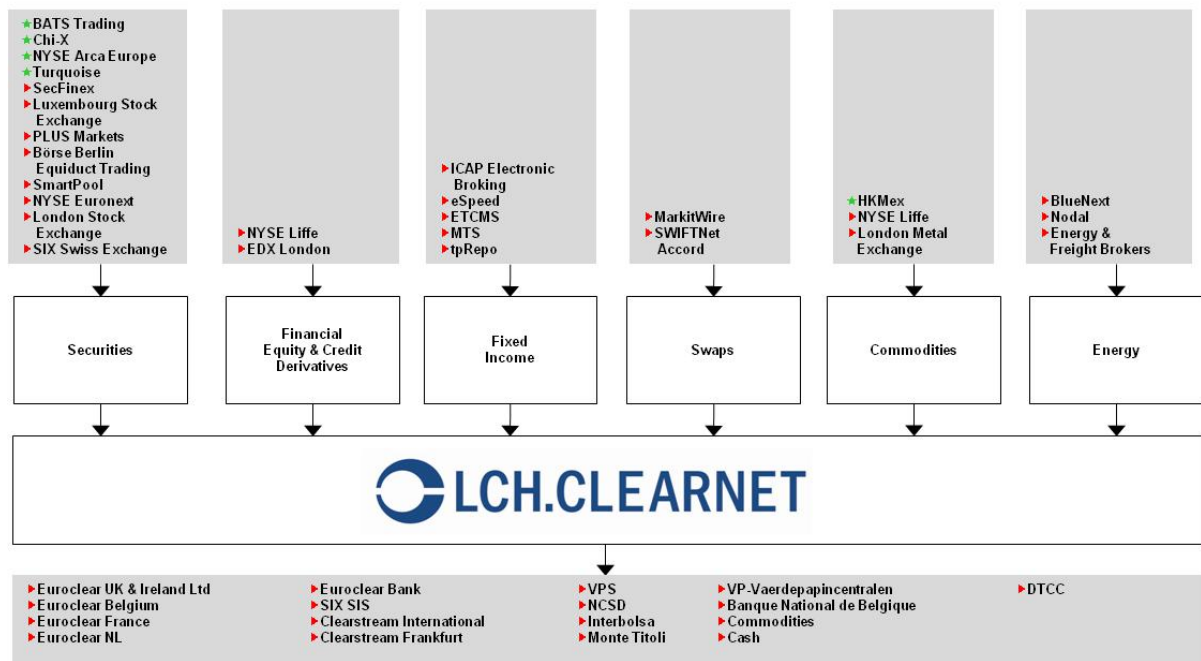 BATS Trading
Chi-X
NYSE Arca Europe
Turquoise
SecFinex
Luxembourg Stock
Exchange
PLUS Markets
Börse Berlin
Equiduct Trading
SmartPool
NYSE Euronext
London Stock
Exchange
SIX Swiss Exchange
NYSE Liffe
EDX London
ICAP Electronic
Broking
eSpeed
ETCMS
MTS
tpRepo
MarkitWire
SWIFTNet
Accord
HKMex
NYSE Liffe
London Metal
Exchange
BlueNext
Nodal
Energy &
Freight Brokers
Securities
Financial
Equity & Credit
Derivatives
Fixed
Income
Swaps
Commodities
Energy
LCH.CLEARNET
Euroclear UK & Ireland Ltd
Euroclear Belgium
Euroclear France
Euroclear NL
Euroclear Bank
SIX SIS
Clearstream International
Clearstream Frankfurt
VPS
NCSD
Interbolsa
Monte Titoli
VP-Vaerdepapincentralen
Banque National de Belgique
Commodities
Cash
DTCC